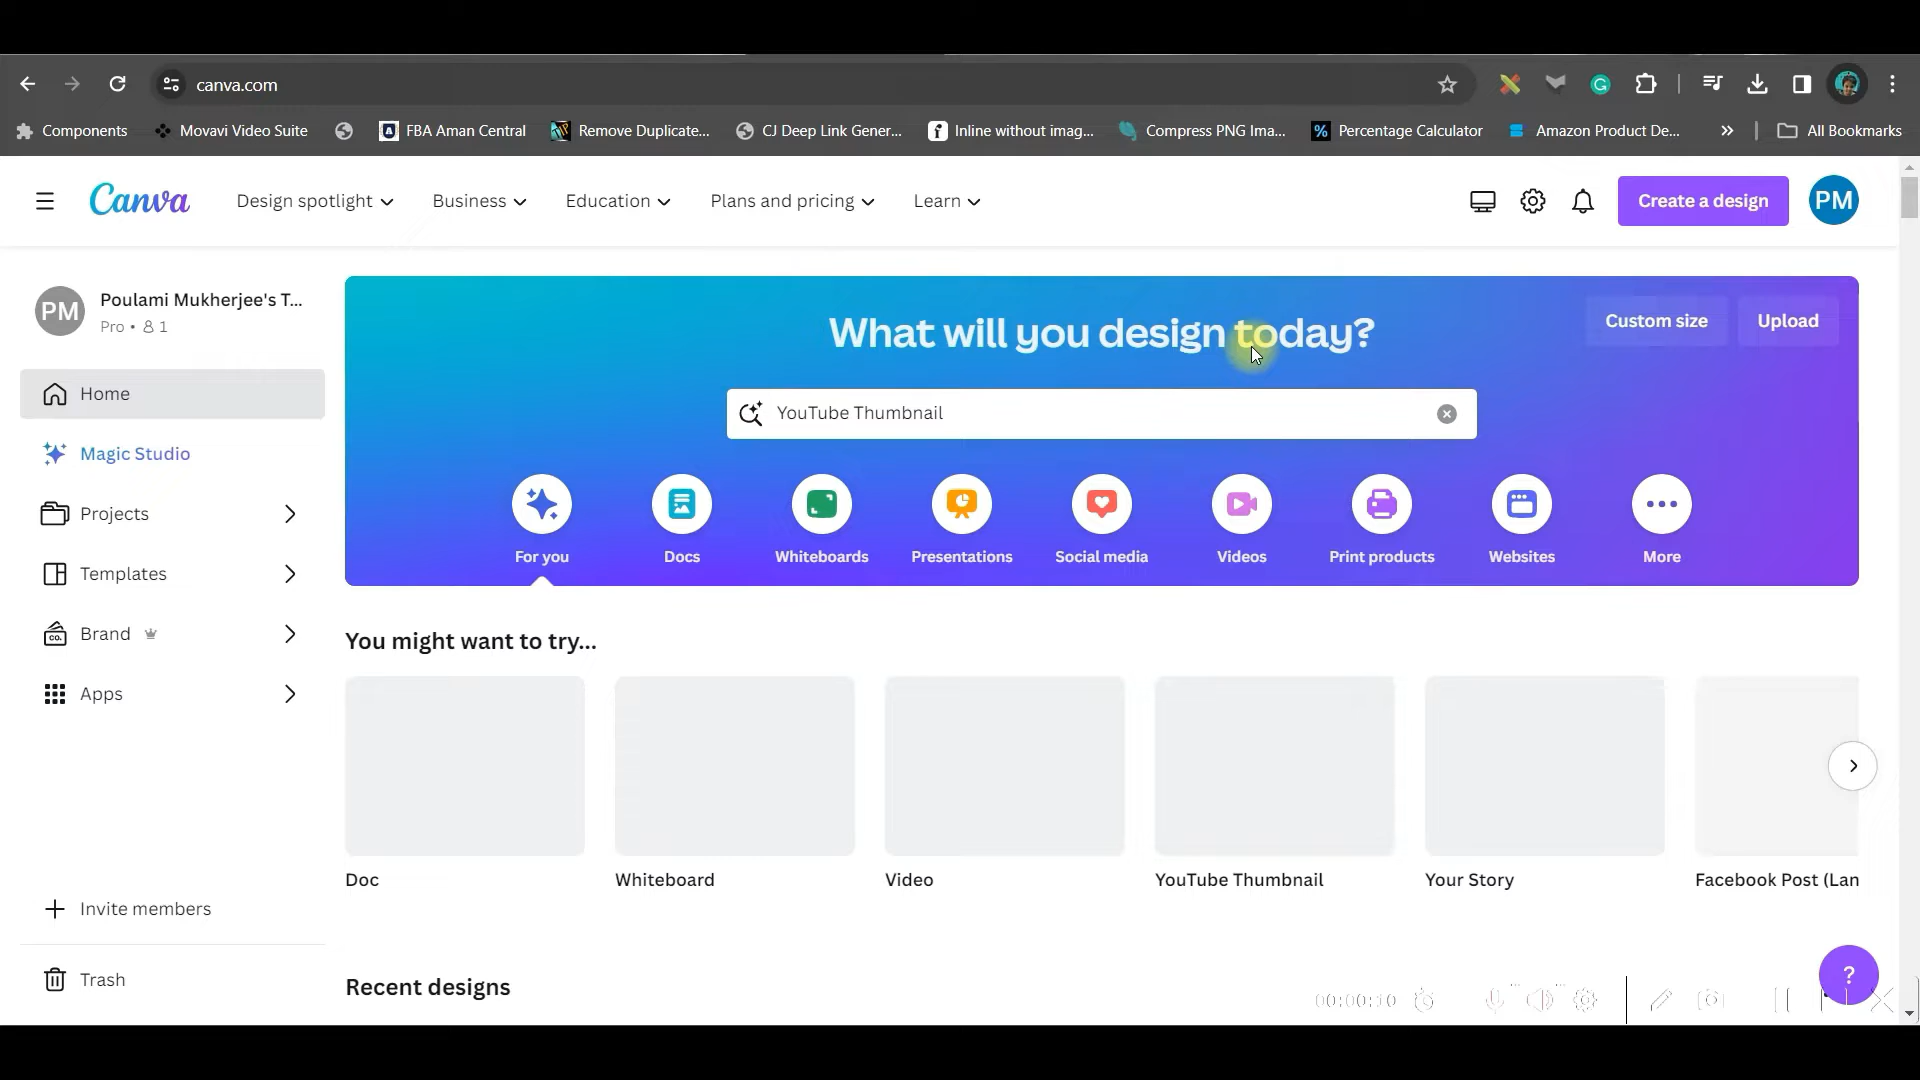 canva.com
Components
Movavi Video Suite
FBA Aman Central
Remove Duplicate...
CJ Deep Link Gener...
Inline without imag...
Compress PNG Ima...
Percentage Calculator
Amazon Product De...
All Bookmarks
Canva
Design spotlight
Business
Education
Plans and pricing
Learn
Create a design
PM
PM
Poulami Mukherjee's T...
Pro • 1
Home
Magic Studio
Projects
Templates
Brand
Apps
Invite members
Trash
What will you design today?
Custom size
Upload
YouTube Thumbnail
For you
Docs
Whiteboards
Presentations
Social media
Videos
Print products
Websites
More
You might want to try...
Doc
Whiteboard
Video
YouTube Thumbnail
Your Story
Facebook Post (Lan
Recent designs
00:00:10
?